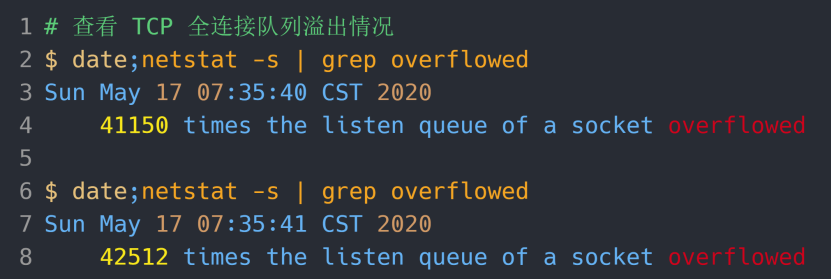 1 # 查看 TCP 全连接队列溢出情况
2 $ date;netstat -s | grep overflowed
3 Sun May 17 07:35:40 CST 2020
4     41150 times the listen queue of a socket overflowed
5
6 $ date;netstat -s | grep overflowed
7 Sun May 17 07:35:41 CST 2020
8     42512 times the listen queue of a socket overflowed